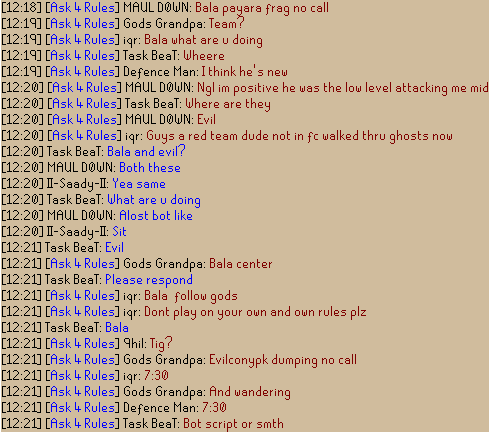 [12:18] [Ask 4 Rules] MAUL D0WN: Bala payara frag no call
[12:19] [Ask 4 Rules] Gods Grandpa: Team?
[12:19] [Ask 4 Rules] iqr: Bala what are u doing
[12:19] [Ask 4 Rules] Task BeaT: Wheere
[12:19] [Ask 4 Rules] Defence Man: I think he's new
[12:20] [Ask 4 Rules] MAUL D0WN: Ngl im positive he was the low level attacking me mid
[12:20] [Ask 4 Rules] Task BeaT: Where are they
[12:20] [Ask 4 Rules] MAUL D0WN: Evil
[12:20] [Ask 4 Rules] iqr: Guys a red team dude not in fc walked thru ghosts now
[12:20] Task BeaT: Bala and evil?
[12:20] MAUL D0WN: Both these
[12:20] II-Saady-II: Yea same
[12:20] Task BeaT: What are u doing
[12:20] MAUL D0WN: Alost bot like
[12:20] II-Saady-II: Sit
[12:21] Task BeaT: Evil
[12:21] [Ask 4 Rules] Gods Grandpa: Bala center
[12:21] Task BeaT: Please respond
[12:21] [Ask 4 Rules] iqr: Bala  follow gods
[12:21] [Ask 4 Rules] iqr: Dont play on your own and own rules plz
[12:21] Task BeaT: Bala
[12:21] [Ask 4 Rules] 9hil: Tig?
[12:21] [Ask 4 Rules] Gods Grandpa: Evilconypk dumping no call
[12:21] [Ask 4 Rules] iqr: 7:30
[12:21] [Ask 4 Rules] Gods Grandpa: And wandering
[12:21] [Ask 4 Rules] Defence Man: 7:30
[12:21] [Ask 4 Rules] Task BeaT: Bot script or smth